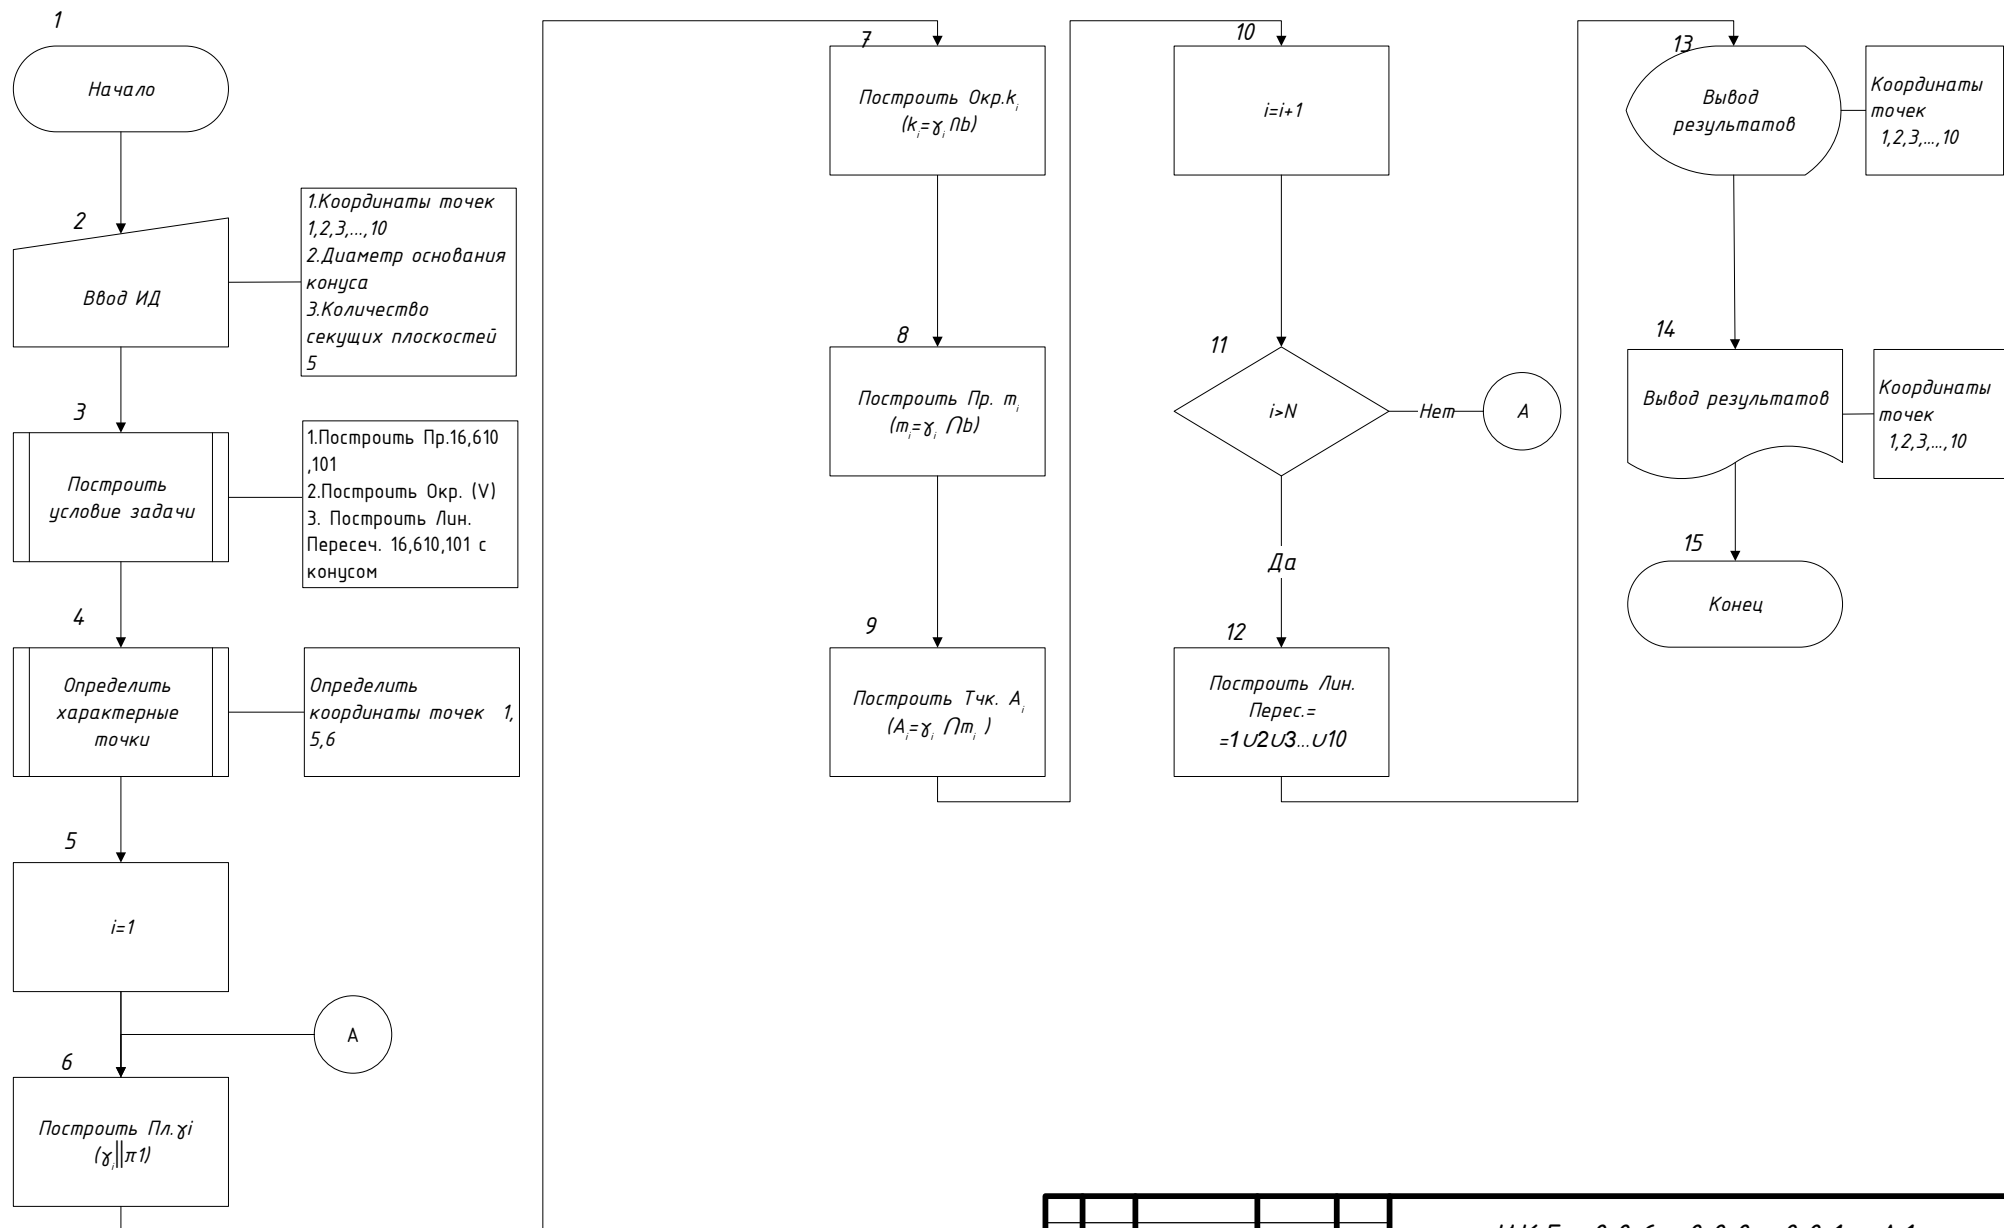 1
Начало
2
Ввод ИД
1.Координаты точек
1,2,3,...,10
2.Диаметр основания
конуса
3.Количество
секущих плоскостей
5
3
Построить
условие задачи
1.Построить Пр.16,610
,101
2.Построить Окр. (V)
3. Построить Лин.
Пересеч. 16,610,101 с
конусом
4
Определить
характерные
точки
Определить
координаты точек 1,
5,6
5
i=1
A
6
Построить Пл.γi
(γi||π1)
7
Построить Окр.ki
(ki=γi ∩b)
8
Построить Пр. mi
(mi=γi ∩b)
9
Построить Тчк. Ai
(Ai=γi ∩mi )
10
i=i+1
11
i>N
Нет
A
Да
12
Построить Лин.
Перес.=
=1∪2∪3...∪10
13
Вывод
результатов
Координаты
точек
1,2,3,...,10
14
Вывод результатов
Координаты
точек
1,2,3,...,10
15
Конец